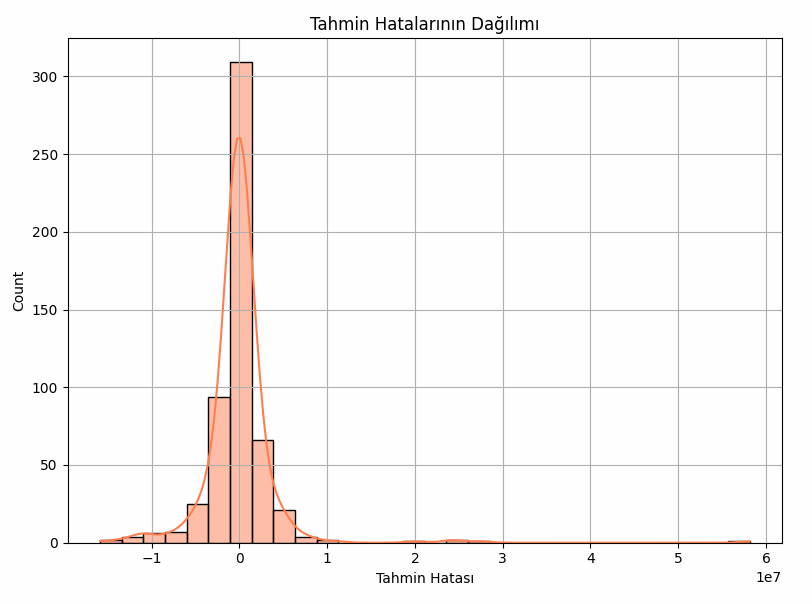 Tahmin Hatalarının Dağılımı
300
250
200
150
100
50
0
Count
−1 0 1 2 3 4 5 6
1e7
Tahmin Hatası